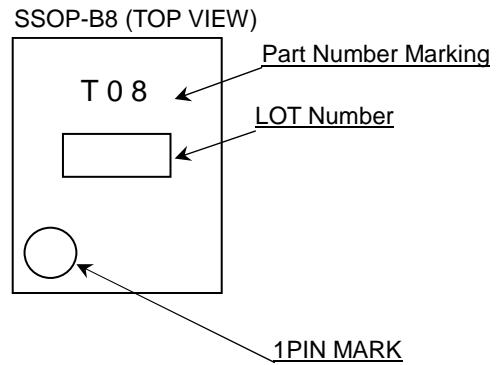 SSOP-B8 (TOP VIEW)
Part Number Marking
T 0 8
LOT Number
1PIN MARK